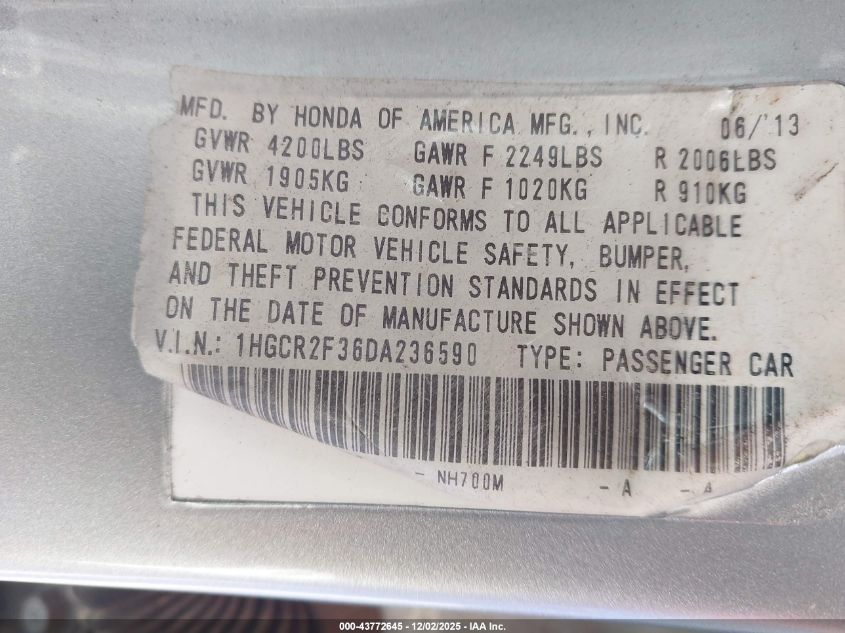 MFD. BY HONDA OF AMERICA MFG., INC. 06/'13
GVWR 4200LBS GAWR F 2249LBS R 2006LBS
GVWR 1905KG GAWR F 1020KG R 910KG
THIS VEHICLE CONFORMS TO ALL APPLICABLE
FEDERAL MOTOR VEHICLE SAFETY, BUMPER,
AND THEFT PREVENTION STANDARDS IN EFFECT
ON THE DATE OF MANUFACTURE SHOWN ABOVE.
V.I.N.: 1HGCR2F36DA236590 TYPE: PASSENGER CAR
- NH700M - A - A
000-43772645 - 12/02/2025 - IAA Inc.